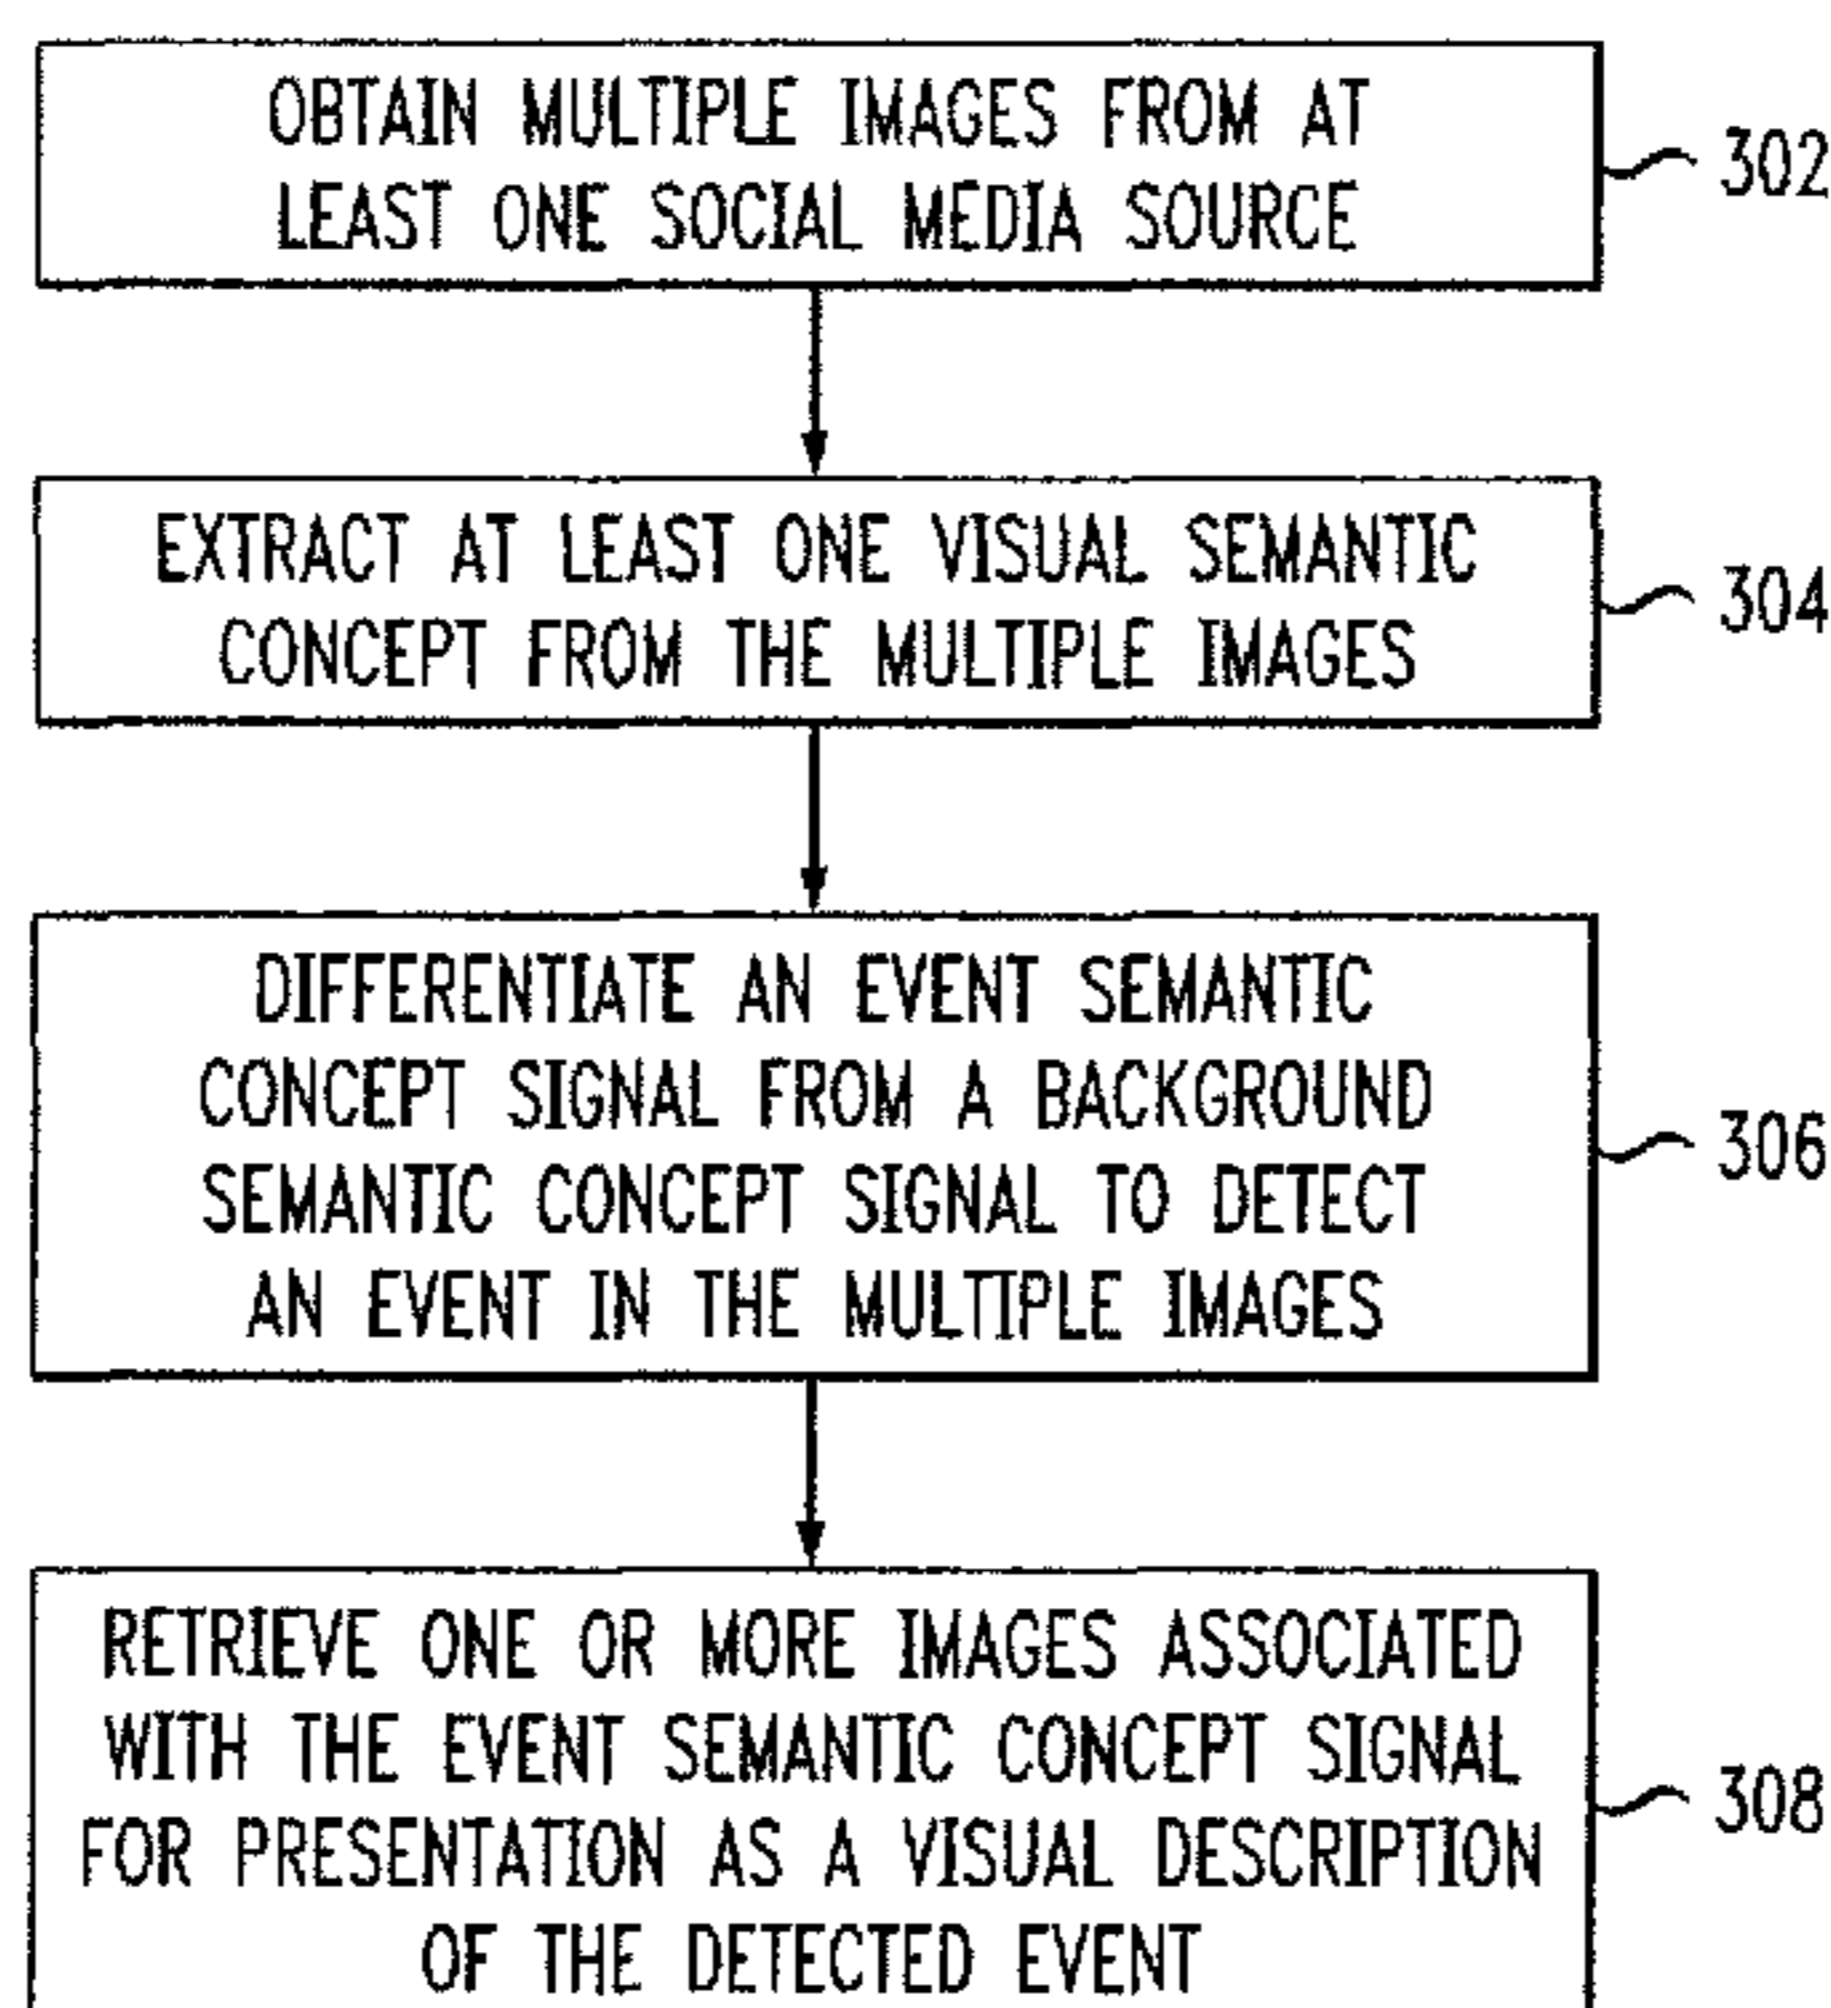 OBTAIN MULTIPLE IMAGES FROM AT
LEAST ONE SOCIAL MEDIA SOURCE
302
EXTRACT AT LEAST ONE VISUAL SEMANTIC
CONCEPT FROM THE MULTIPLE IMAGES
304
DIFFERENTIATE AN EVENT SEMANTIC
CONCEPT SIGNAL FROM A BACKGROUND
SEMANTIC CONCEPT SIGNAL TO DETECT
AN EVENT IN THE MULTIPLE IMAGES
306
RETRIEVE ONE OR MORE IMAGES ASSOCIATED
WITH THE EVENT SEMANTIC CONCEPT SIGNAL
FOR PRESENTATION AS A VISUAL DESCRIPTION
OF THE DETECTED EVENT
308